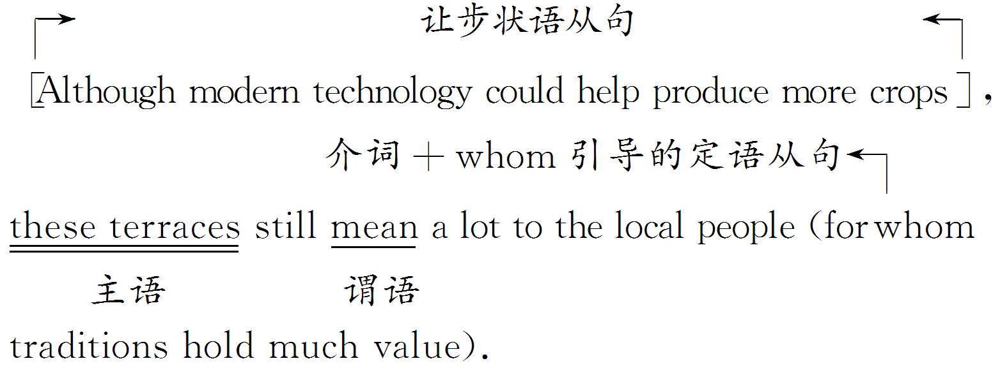 让步状语从句
[Although modern technology could help produce more crops],
介词+whom 引导的定语从句
these terraces still mean a lot to the local people (for whom
主语 谓语
traditions hold much value).